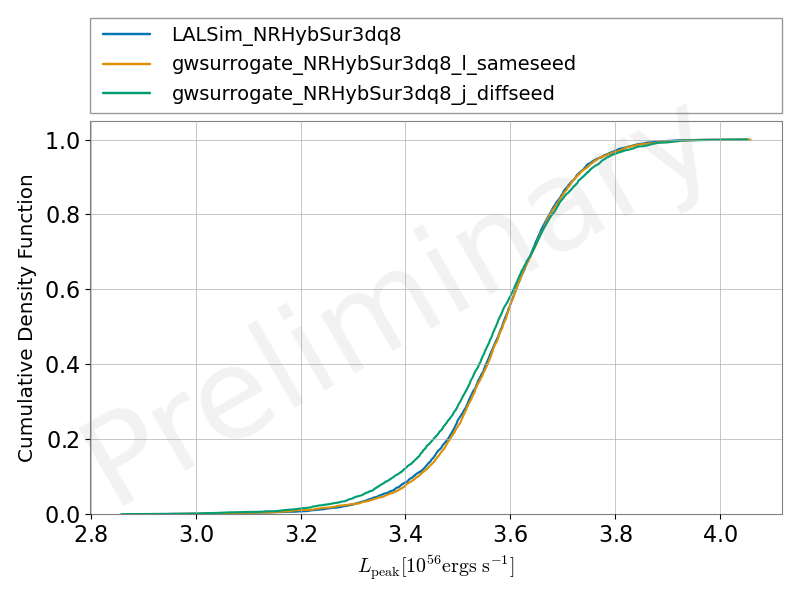 LALSim_NRHybSur3dq8
gwsurrogate_NRHybSur3dq8_l_sameseed
gwsurrogate_NRHybSur3dq8_j_diffseed
Preliminary
Cumulative Density Function
1.0
0.8
0.6
0.4
0.2
0.0
2.8 3.0 3.2 3.4 3.6 3.8 4.0
L_peak[10^56 ergs s^−1]